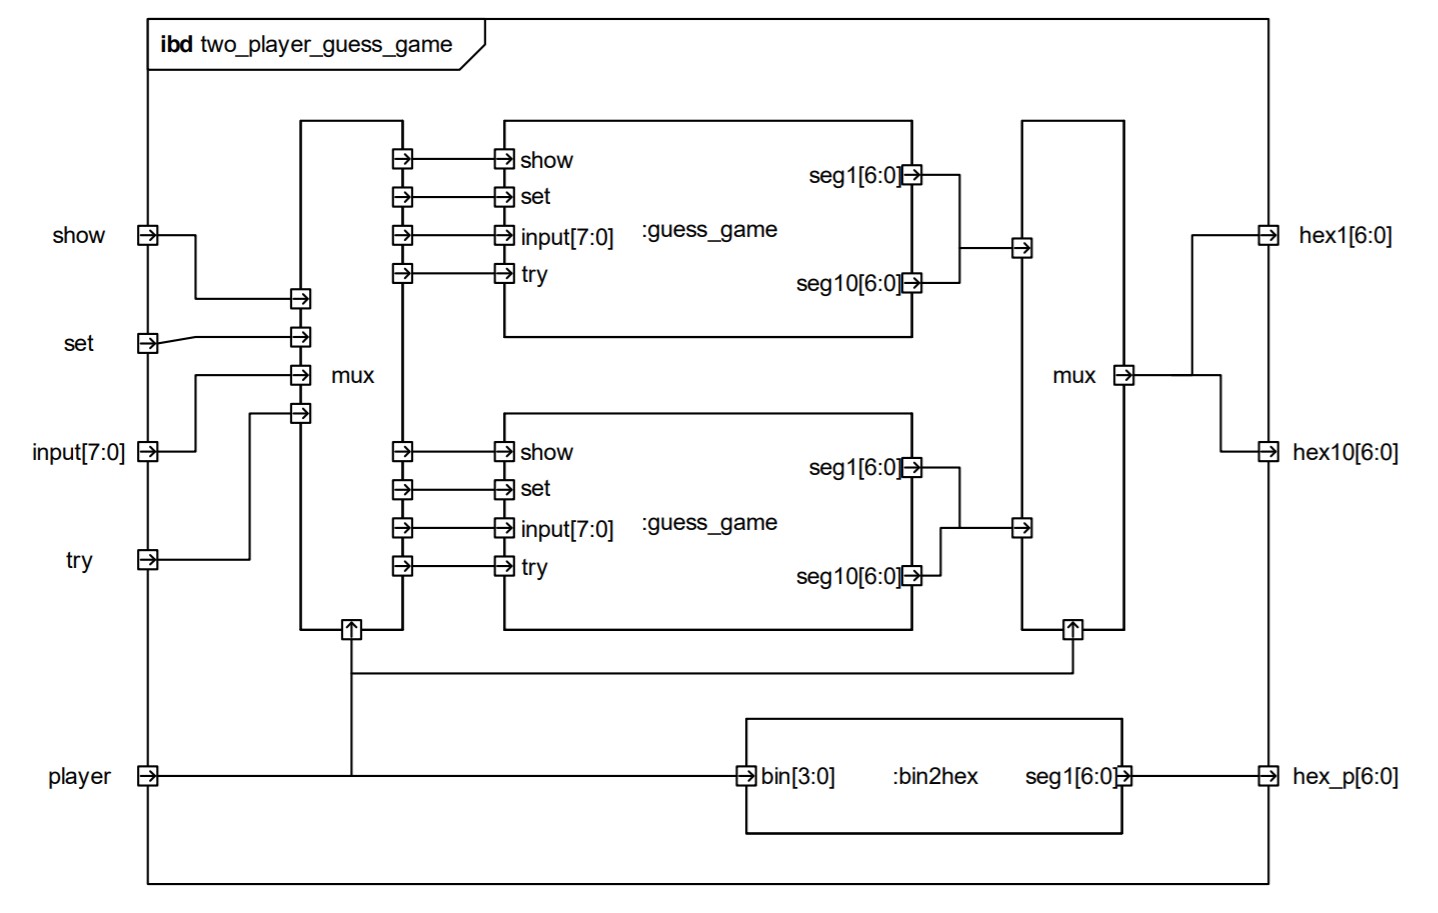 ibd two_player_guess_game
show
set
input[7:0]
try
player
mux
show
set
input[7:0]
try
:guess_game
seg1[6:0]
seg10[6:0]
show
set
input[7:0]
try
:guess_game
seg1[6:0]
seg10[6:0]
mux
bin[3:0]
:bin2hex
seg1[6:0]
hex1[6:0]
hex10[6:0]
hex_p[6:0]